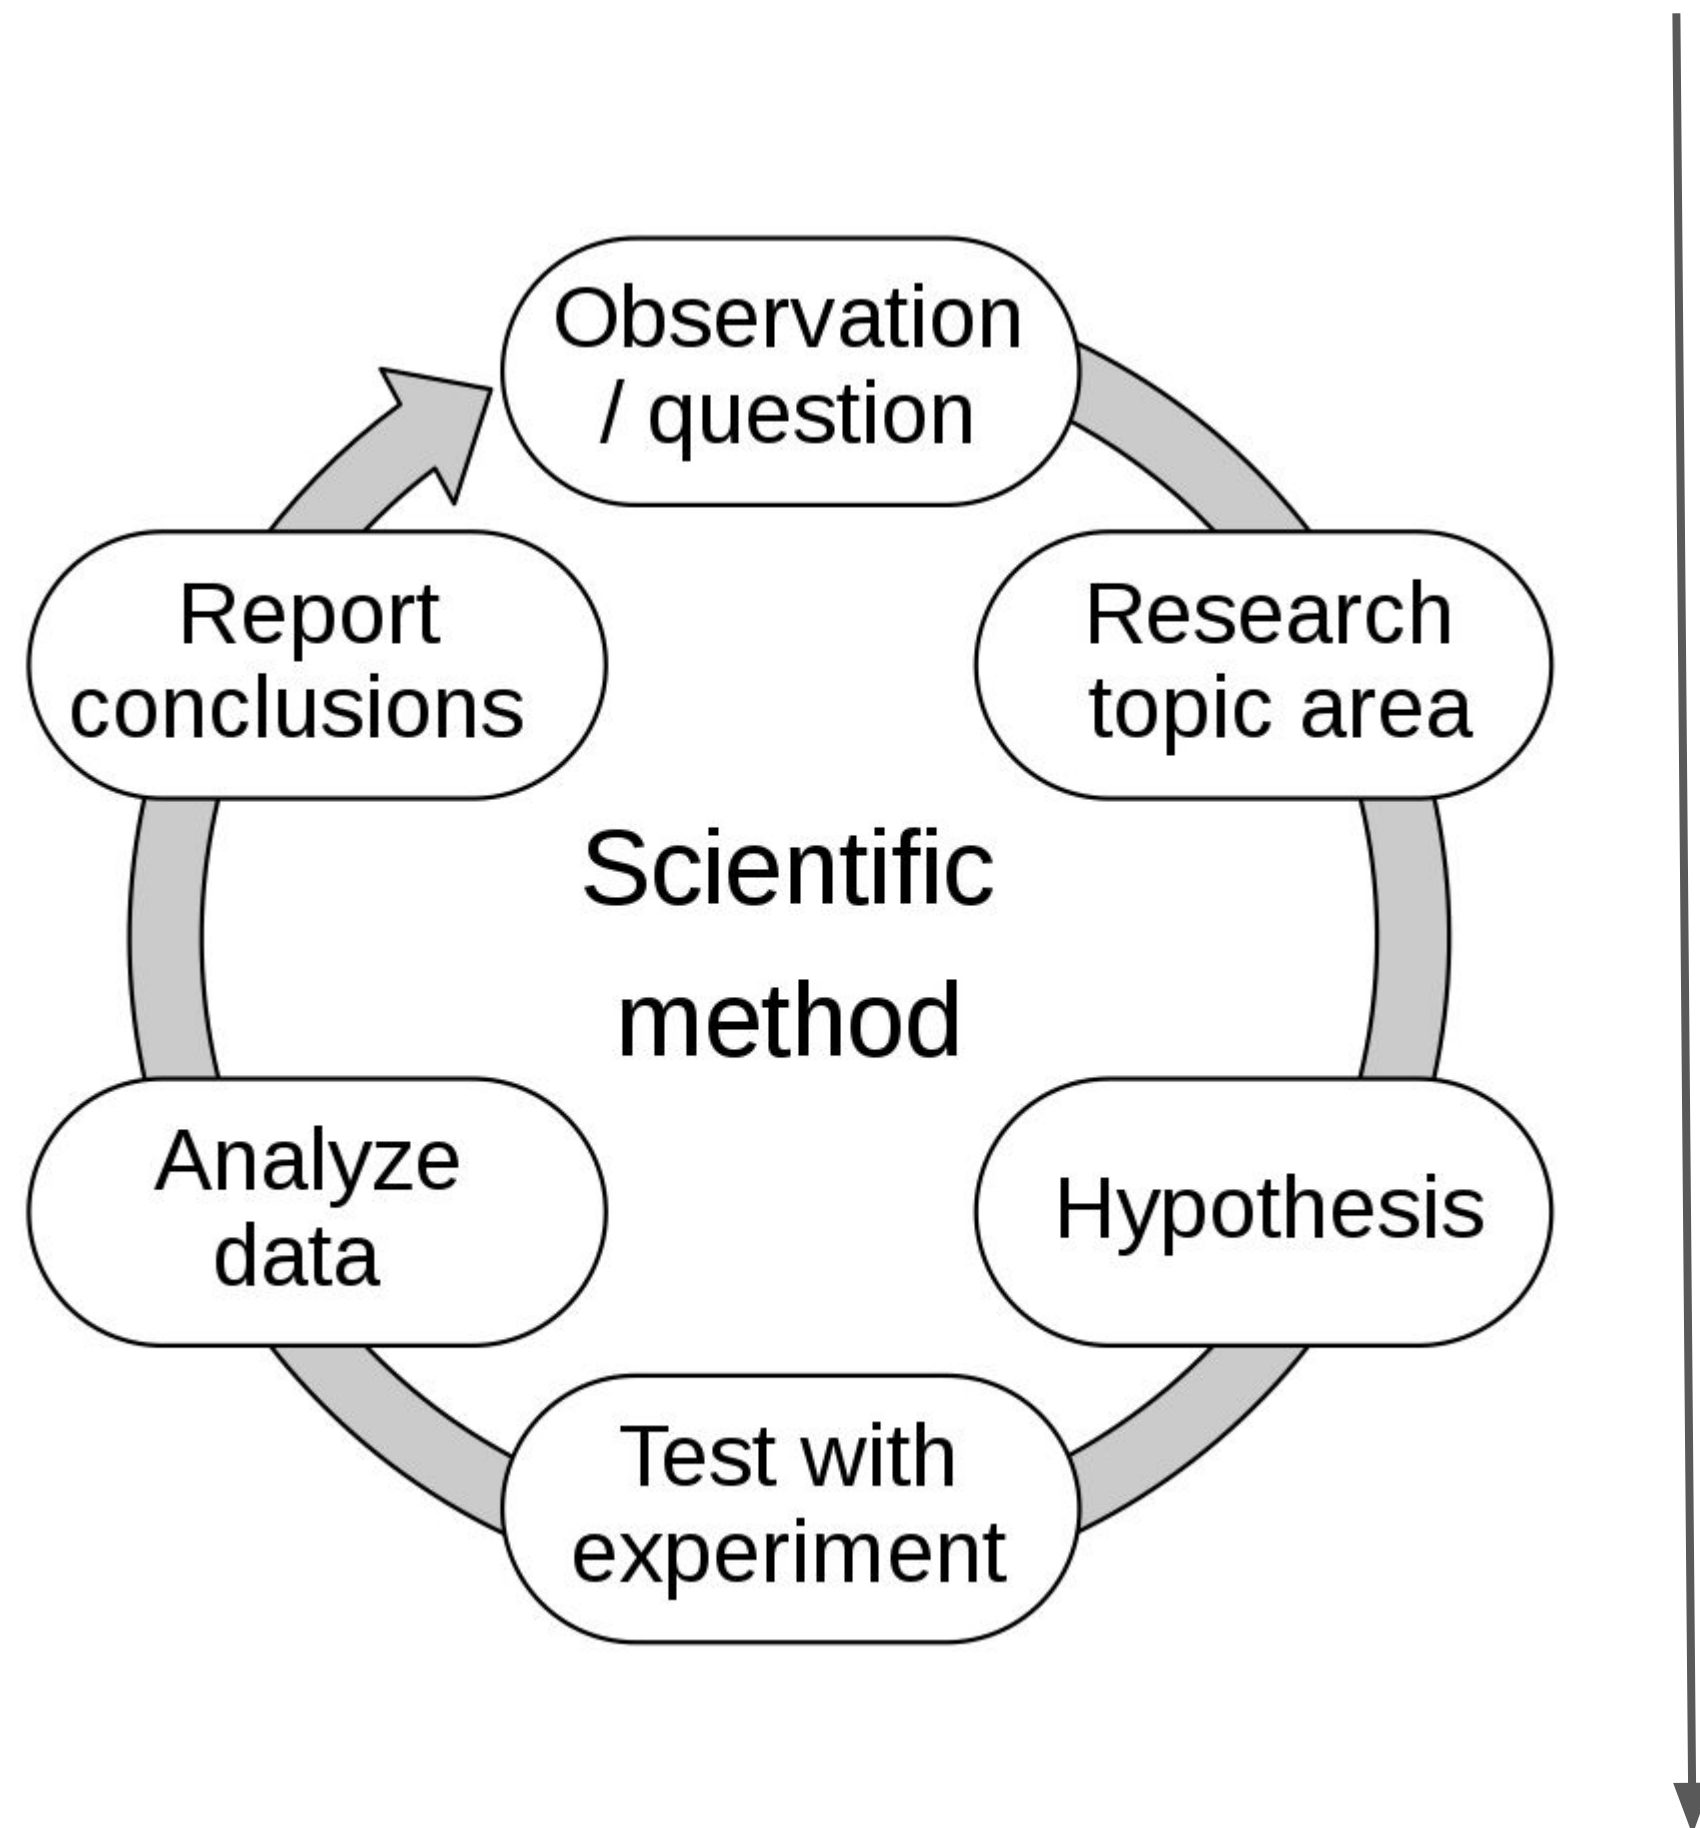 Observation
/ question
Research
topic area
Hypothesis
Test with
experiment
Analyze
data
Report
conclusions
Scientific
method